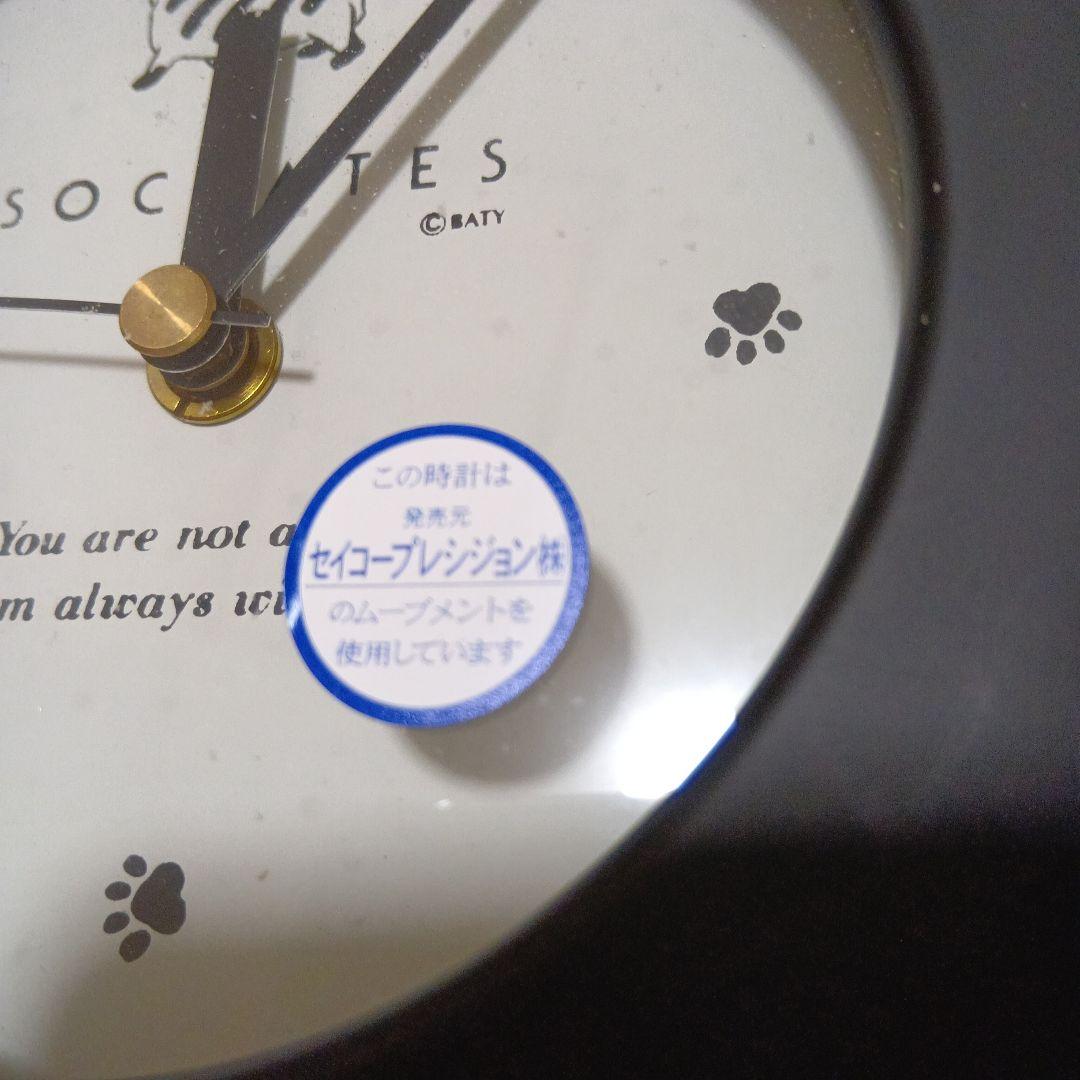 SOCATES
©BATY
You are not a
m always wi
この時計は
発売元
セイコープレシジョン株
のムーブメントを
使用しています